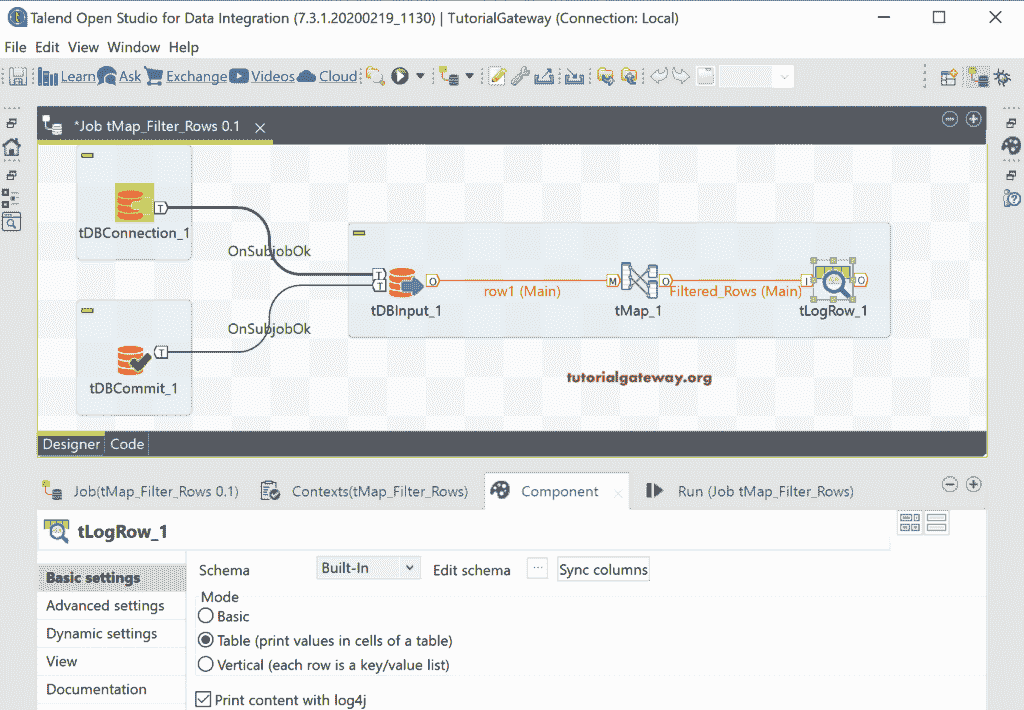 Talend Open Studio for Data Integration (7.3.1.20200219_1130) | TutorialGateway (Connection: Local)
File Edit View Window Help
Learn Ask Exchange Videos Cloud
*Job tMap_Filter_Rows 0.1
T
tDBConnection_1
OnSubjobOk
T
T
O
row1 (Main)
M
O
Filtered_Rows (Main)
I
O
tDBInput_1
tMap_1
tLogRow_1
OnSubjobOk
T
tDBCommit_1
tutorialgateway.org
Designer Code
Job(tMap_Filter_Rows 0.1) Contexts(tMap_Filter_Rows) Component Run (Job tMap_Filter_Rows)
tLogRow_1
Basic settings
Advanced settings
Dynamic settings
View
Documentation
Schema Built-In Edit schema ... Sync columns
Mode
Basic
Table (print values in cells of a table)
Vertical (each row is a key/value list)
Print content with log4j